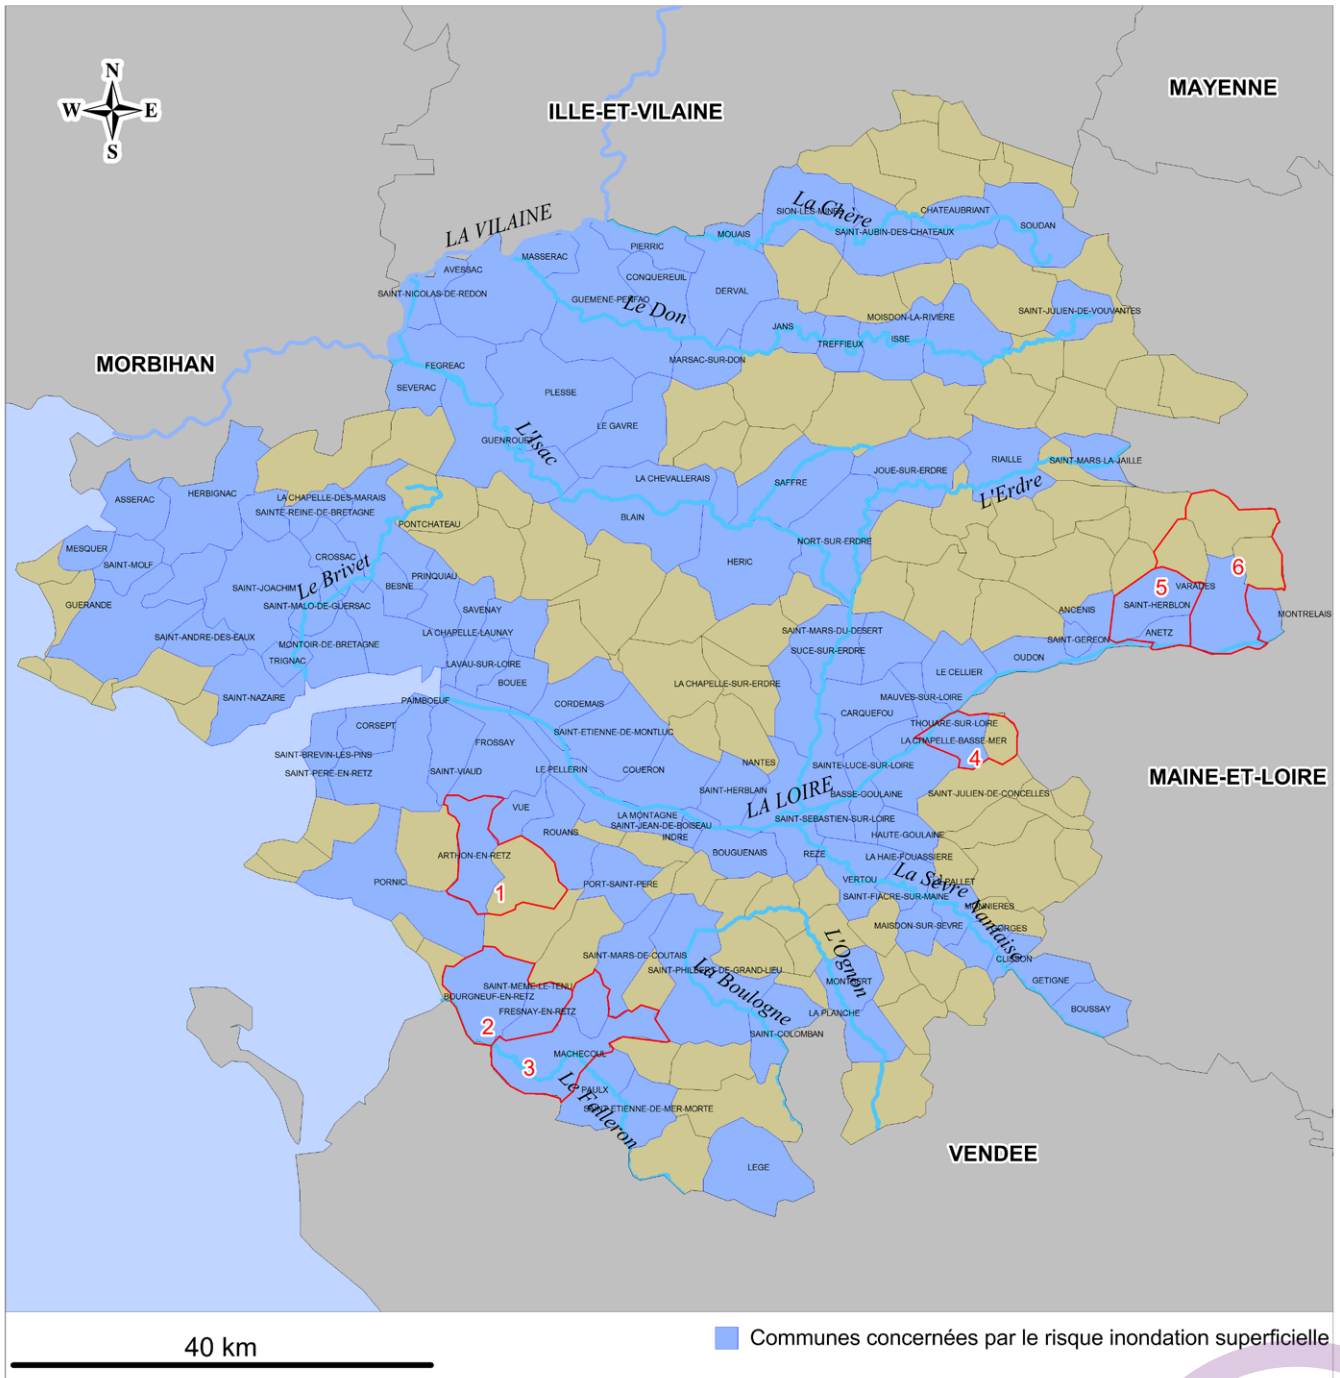 N
W E
S
MAYENNE
ILLE-ET-VILAINE
La Chère
SION-LES-MINES
CHATEAUBRIANT
SAINT-AUBIN-DES-CHATEAUX
SOUDAN
LA VILAINE
MOUAIS
PIERRIC
MASSERAC
AVESSAC
CONQUEREUIL
SAINT-NICOLAS-DE-REDON
GUEMENE-PENFAO
DERVAL
Le Don
SAINT-JULIEN-DE-VOUVANTES
MOISDON-LA-RIVIERE
JANS
TREFFIEUX
ISSE
MORBIHAN
FEGREAC
MARSAC-SUR-DON
SEVERAC
PLESSE
LE GAVRE
GUENROUET
L'Isac
RIAILLE
SAINT-MARS-LA-JAILLE
JOUE-SUR-ERDRE
LA CHEVALLERAIS
SAFFRE
L'Erdre
HERBIGNAC
ASSERAC
LA CHAPELLE-DES-MARAIS
SAINTE-REINE-DE-BRETAGNE
PONTCHATEAU
BLAIN
NORT-SUR-ERDRE
MESQUER
SAINT-MOLF
CROSSAC
HERIC
Le Brivet
PRINQUIAU
BESNE
SAINT-JOACHIM
6
5
VARADES
GUERANDE
SAINT-MALO-DE-GUERSAC
SAVENAY
ANCENIS
SAINT-HERBLON
MONTRELAIS
SAINT-ANDRE-DES-EAUX
MONTOIR-DE-BRETAGNE
LA CHAPELLE-LAUNAY
SAINT-MARS-DU-DESERT
SAINT-GEREON
ANETZ
SUCE-SUR-ERDRE
TRIGNAC
LAVAU-SUR-LOIRE
OUDON
LE CELLIER
BOUEE
LA CHAPELLE-SUR-ERDRE
SAINT-NAZAIRE
PAIMBOEUF
CORDEMAIS
MAUVES-SUR-LOIRE
CARQUEFOU
CORSEPT
SAINT-ETIENNE-DE-MONTLUC
THOUARE-SUR-LOIRE
FROSSAY
LA CHAPELLE-BASSE-MER
SAINT-BREVIN-LES-PINS
4
NANTES
SAINTE-LUCE-SUR-LOIRE
SAINT-PERE-EN-RETZ
SAINT-VIAUD
LE PELLERIN
COUERON
MAINE-ET-LOIRE
SAINT-HERBLAIN
LA LOIRE
BASSE-GOULAINE
SAINT-JULIEN-DE-CONCELLES
VUE
LA MONTAGNE
SAINT-JEAN-DE-BOISEAU
SAINT-SEBASTIEN-SUR-LOIRE
ROUANS
INDRE
HAUTE-GOULAINE
ARTHON-EN-RETZ
BOUGUENAIS
REZE
LA HAIE-FOUASSIERE
PORNIC
1
PORT-SAINT-PERE
VERTOU
La Sèvre Nantaise
PALLET
SAINT-FIACRE-SUR-MAINE
MONNIERES
MAISDON-SUR-SEVRE
GORGES
L'Ognon
SAINT-MARS-DE-COUTAIS
CLISSON
SAINT-PHILBERT-DE-GRAND-LIEU
La Boulogne
MONTBERT
GETIGNE
SAINT-MEME-LE-TENU
BOURGNEUF-EN-RETZ
FRESNAY-EN-RETZ
BOUSSAY
LA PLANCHE
2
SAINT-COLOMBAN
MACHECOUL
3
PAULX
Le Falleron
SAINT-ETIENNE-DE-MER-MORTE
VENDEE
LEGE
40 km
Communes concernées par le risque inondation superficielle